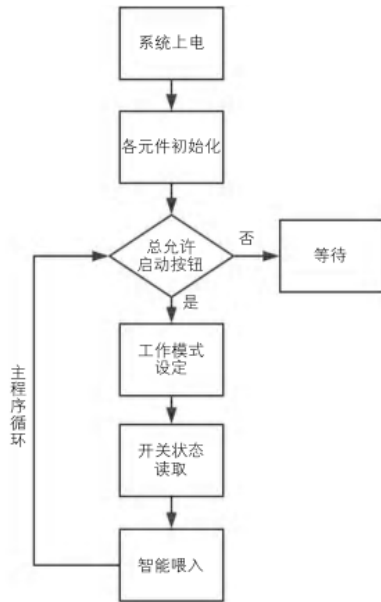 系统上电
各元件初始化
总允许
启动按钮
否
等待
是
工作模式
设定
主程序循环
开关状态
读取
智能喂入